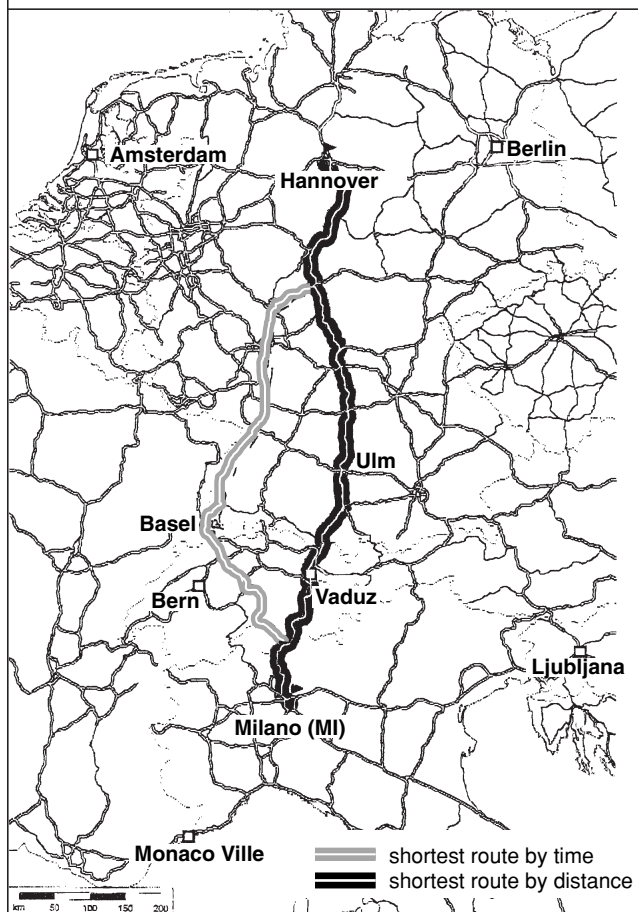 Amsterdam
Berlin
Hannover
Ulm
Basel
Bern
Vaduz
Ljubljana
Milano (MI)
Monaco Ville
shortest route by time
shortest route by distance
km 50 100 150 200